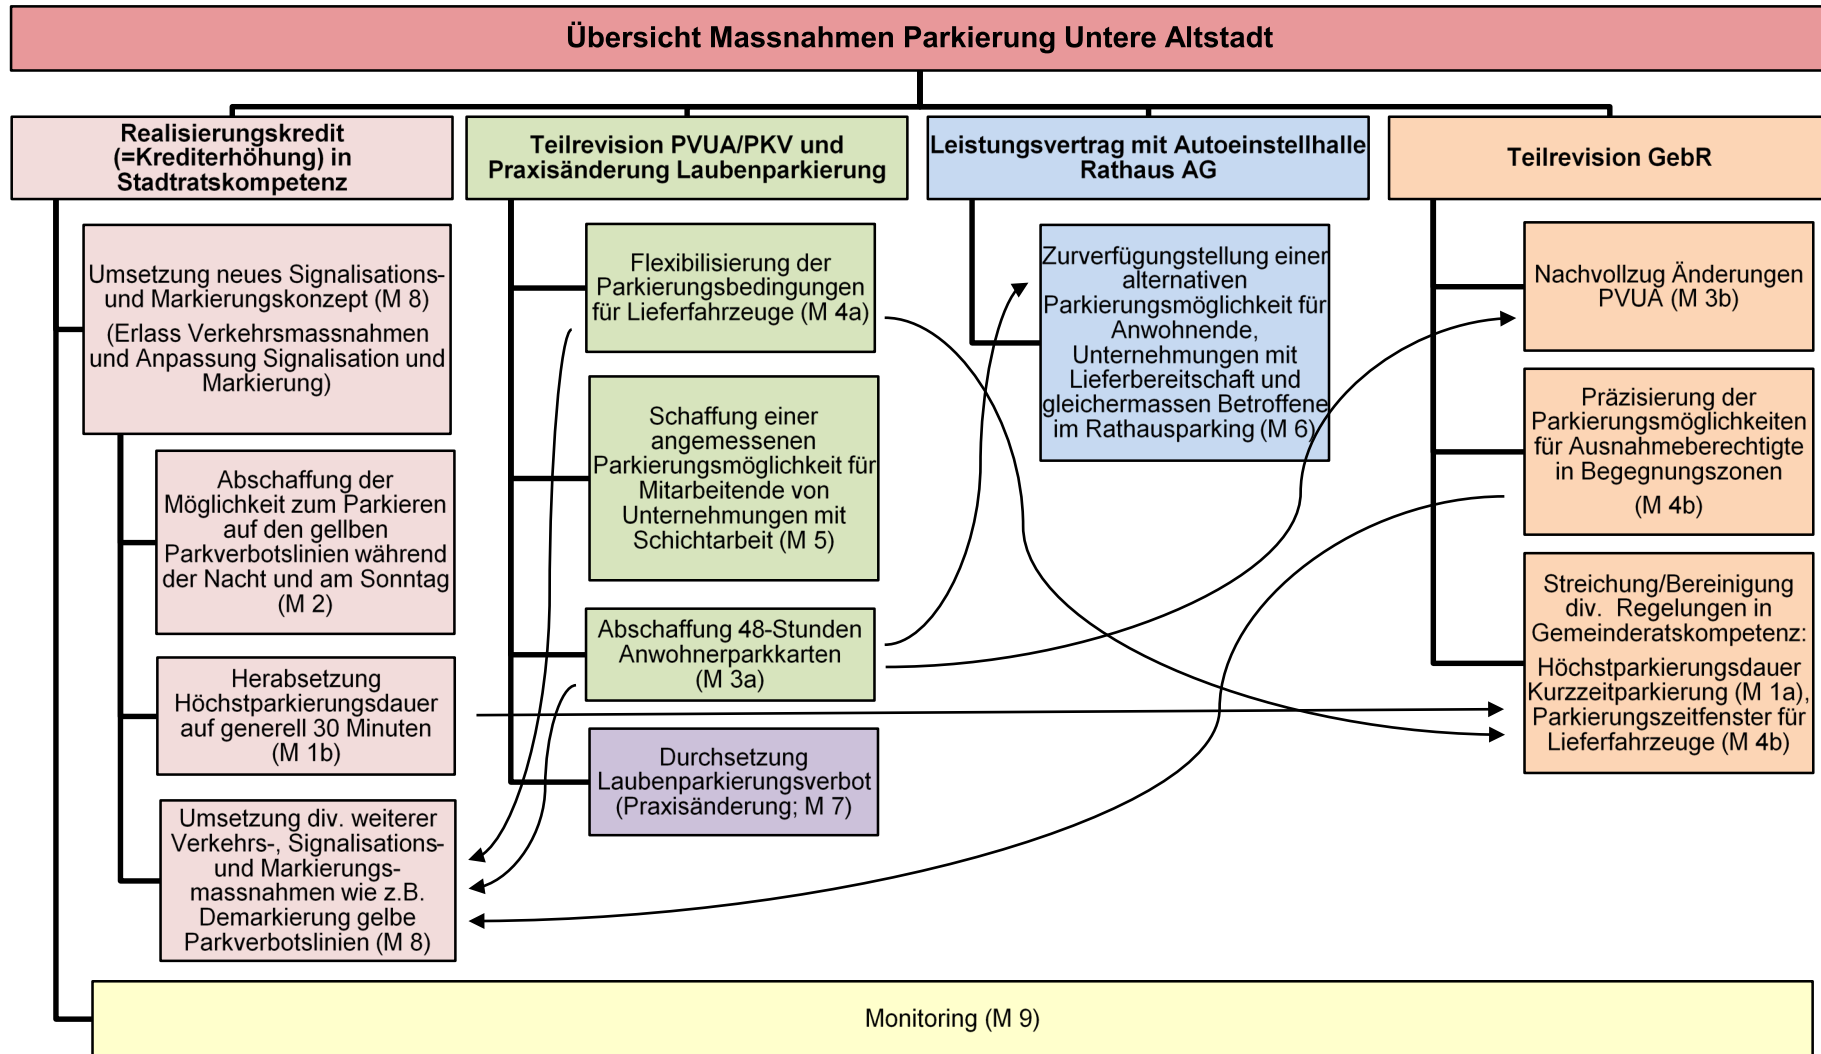 Übersicht Massnahmen Parkierung Untere Altstadt
Realisierungskredit
(=Krediterhöhung) in
Stadtratskompetenz
Umsetzung neues Signalisations-
und Markierungskonzept (M 8)
(Erlass Verkehrsmassnahmen
und Anpassung Signalisation und
Markierung)
Abschaffung der
Möglichkeit zum Parkieren
auf den gellben
Parkverbotslinien während
der Nacht und am Sonntag
(M 2)
Herabsetzung
Höchstparkierungsdauer
auf generell 30 Minuten
(M 1b)
Umsetzung div. weiterer
Verkehrs-, Signalisations-
und Markierungs-
massnahmen wie z.B.
Demarkierung gelbe
Parkverbotslinien (M 8)
Teilrevision PVUA/PKV und
Praxisänderung Laubenparkierung
Flexibilisierung der
Parkierungsbedingungen
für Lieferfahrzeuge (M 4a)
Schaffung einer
angemessenen
Parkierungsmöglichkeit für
Mitarbeitende von
Unternehmungen mit
Schichtarbeit (M 5)
Abschaffung 48-Stunden
Anwohnerparkkarten
(M 3a)
Durchsetzung
Laubenparkierungsverbot
(Praxisänderung; M 7)
Leistungsvertrag mit Autoeinstellhalle
Rathaus AG
Zurverfügungstellung einer
alternativen
Parkierungsmöglichkeit für
Anwohnende,
Unternehmungen mit
Lieferbereitschaft und
gleichermassen Betroffene
im Rathausparking (M 6)
Teilrevision GebR
Nachvollzug Änderungen
PVUA (M 3b)
Präzisierung der
Parkierungsmöglichkeiten
für Ausnahmeberechtigte
in Begegnungszonen
(M 4b)
Streichung/Bereinigung
div. Regelungen in
Gemeinderatskompetenz:
Höchstparkierungsdauer
Kurzzeitparkierung (M 1a),
Parkierungszeitfenster für
Lieferfahrzeuge (M 4b)
Monitoring (M 9)